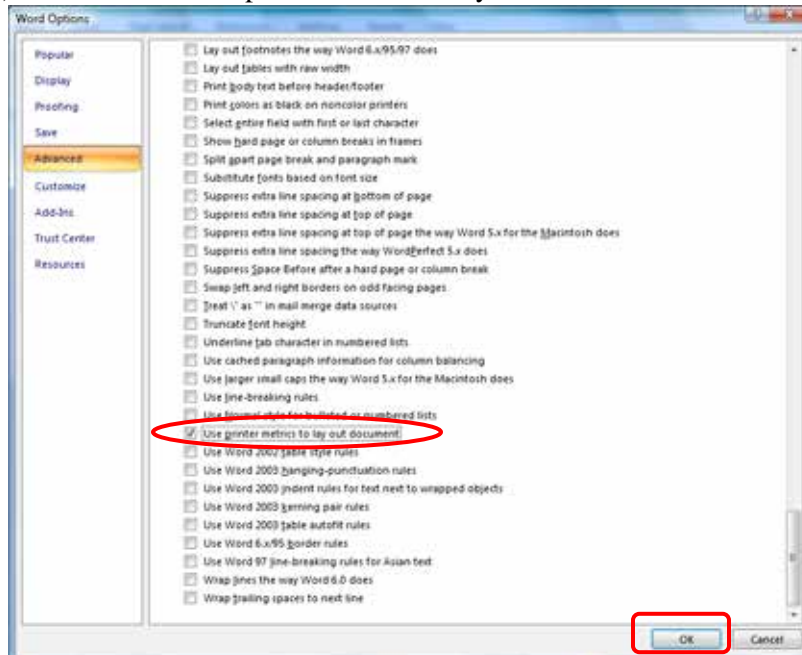 Word Options
Popular
Display
Proofing
Save
Advanced
Customize
Add-Ins
Trust Center
Resources
Lay out footnotes the way Word 6.x/95/97 does
Lay out tables with raw width
Print body text before header/footer
Print colors as black on noncolor printers
Select entire field with first or last character
Show hard page or column breaks in frames
Split apart page break and paragraph mark
Substitute fonts based on font size
Suppress extra line spacing at bottom of page
Suppress extra line spacing at top of page
Suppress extra line spacing at top of page the way Word 5.x for the Macintosh does
Suppress extra line spacing the way WordPerfect 5.x does
Suppress Space Before after a hard page or column break
Swap left and right borders on odd facing pages
Treat \" as "" in mail merge data sources
Truncate font height
Underline tab character in numbered lists
Use cached paragraph information for column balancing
Use larger small caps the way Word 5.x for the Macintosh does
Use line-breaking rules
Use Normal style for bulleted or numbered lists
Use printer metrics to lay out document
Use Word 2002 table style rules
Use Word 2003 hanging-punctuation rules
Use Word 2003 indent rules for text next to wrapped objects
Use Word 2003 kerning pair rules
Use Word 2003 table autofit rules
Use Word 6.x/95 border rules
Use Word 97 line-breaking rules for Asian text
Wrap lines the way Word 6.0 does
Wrap trailing spaces to next line
OK Cancel